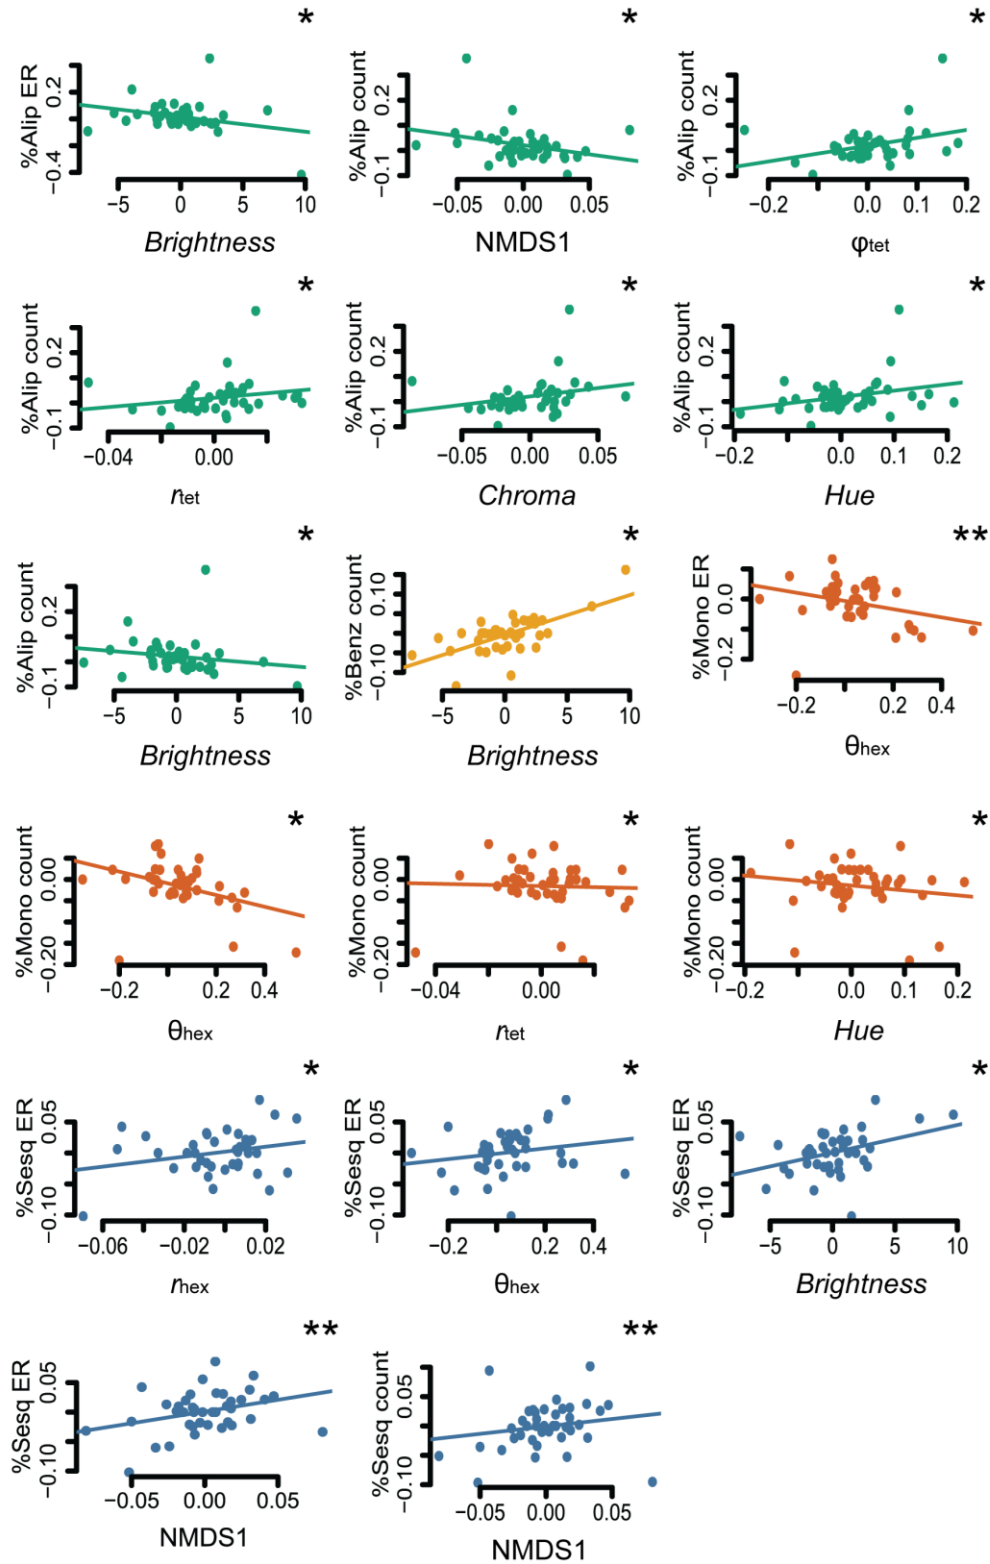 * * *
%Alip ER
0.2
−0.4
−5 0 5 10
Brightness
%Alip count
0.2
−0.1
−0.05 0.00 0.05
NMDS1
%Alip count
0.2
−0.1
−0.2 0.0 0.1 0.2
φtet
* * *
%Alip count
0.2
−0.1
−0.04 0.00
rtet
%Alip count
0.2
−0.1
−0.05 0.00 0.05
Chroma
%Alip count
0.2
−0.1
−0.2 0.0 0.1 0.2
Hue
* * **
%Alip count
0.2
−0.1
−5 0 5 10
Brightness
%Benz count
0.10
−0.10
−5 0 5 10
Brightness
%Mono ER
0.0
−0.2
−0.2 0.2 0.4
θhex
* * *
%Mono count
0.00
−0.20
−0.2 0.2 0.4
θhex
%Mono count
0.00
−0.20
−0.04 0.00
rtet
%Mono count
0.00
−0.20
−0.2 0.0 0.1 0.2
Hue
* * *
%Sesq ER
0.05
−0.10
−0.06 −0.02 0.02
rhex
%Sesq ER
0.05
−0.10
−0.2 0.2 0.4
θhex
%Sesq ER
0.05
−0.10
−5 0 5 10
Brightness
** **
%Sesq ER
0.05
−0.10
−0.05 0.00 0.05
NMDS1
%Sesq count
0.05
−0.10
−0.05 0.00 0.05
NMDS1